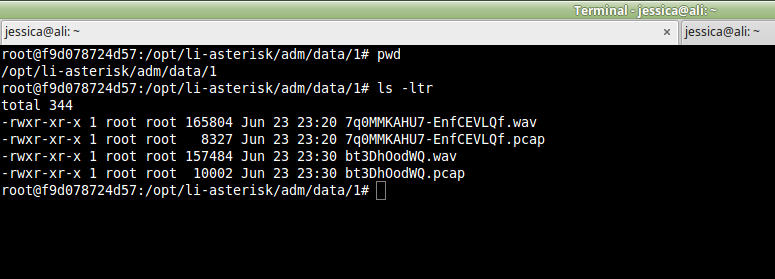 Terminal - jessica@ali: ~
jessica@ali: ~ × jessica@ali: ~
root@f9d078724d57:/opt/li-asterisk/adm/data/1# pwd
/opt/li-asterisk/adm/data/1
root@f9d078724d57:/opt/li-asterisk/adm/data/1# ls -ltr
total 344
-rwxr-xr-x 1 root root 165804 Jun 23 23:20 7q0MMKAHU7-EnfCEVLQf.wav
-rwxr-xr-x 1 root root   8327 Jun 23 23:20 7q0MMKAHU7-EnfCEVLQf.pcap
-rwxr-xr-x 1 root root 157484 Jun 23 23:30 bt3DhOodWQ.wav
-rwxr-xr-x 1 root root  10002 Jun 23 23:30 bt3DhOodWQ.pcap
root@f9d078724d57:/opt/li-asterisk/adm/data/1#